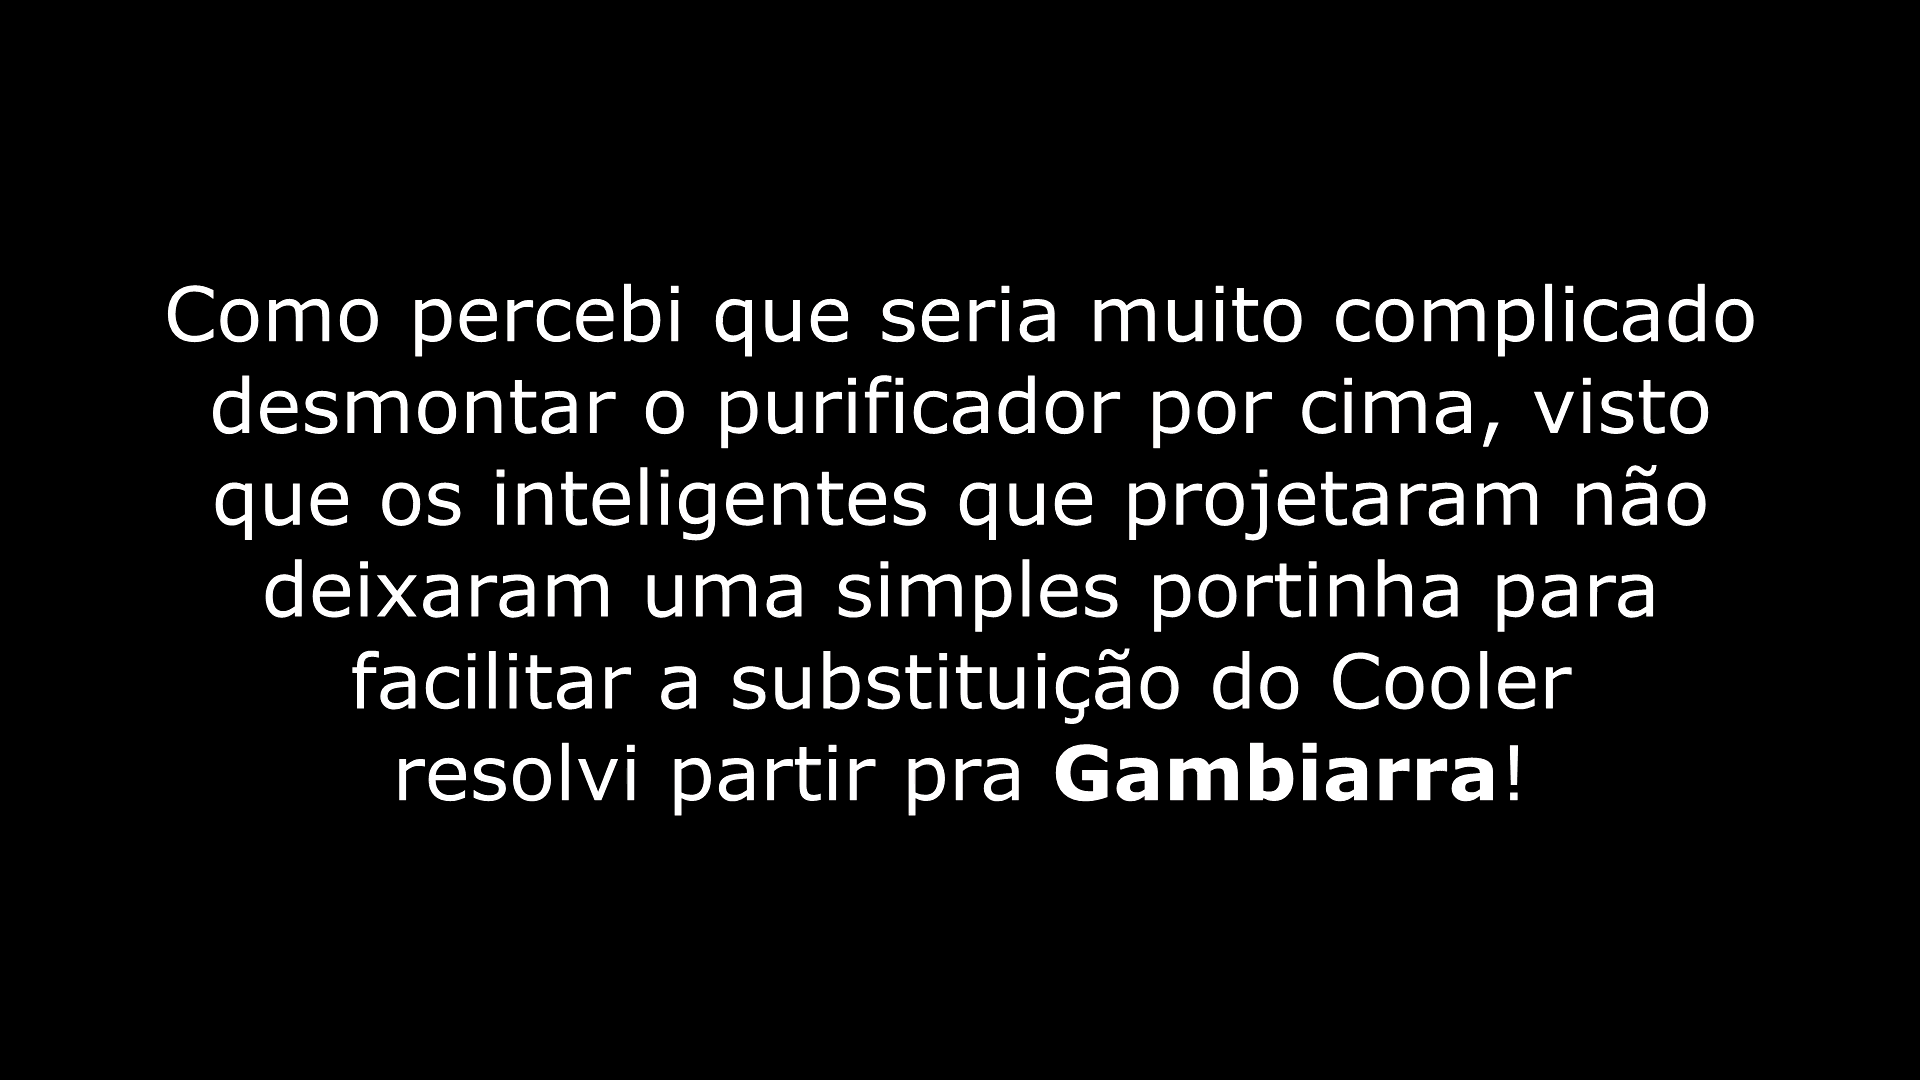 Como percebi que seria muito complicado
desmontar o purificador por cima, visto
que os inteligentes que projetaram não
deixaram uma simples portinha para
facilitar a substituição do Cooler
resolvi partir pra Gambiarra!